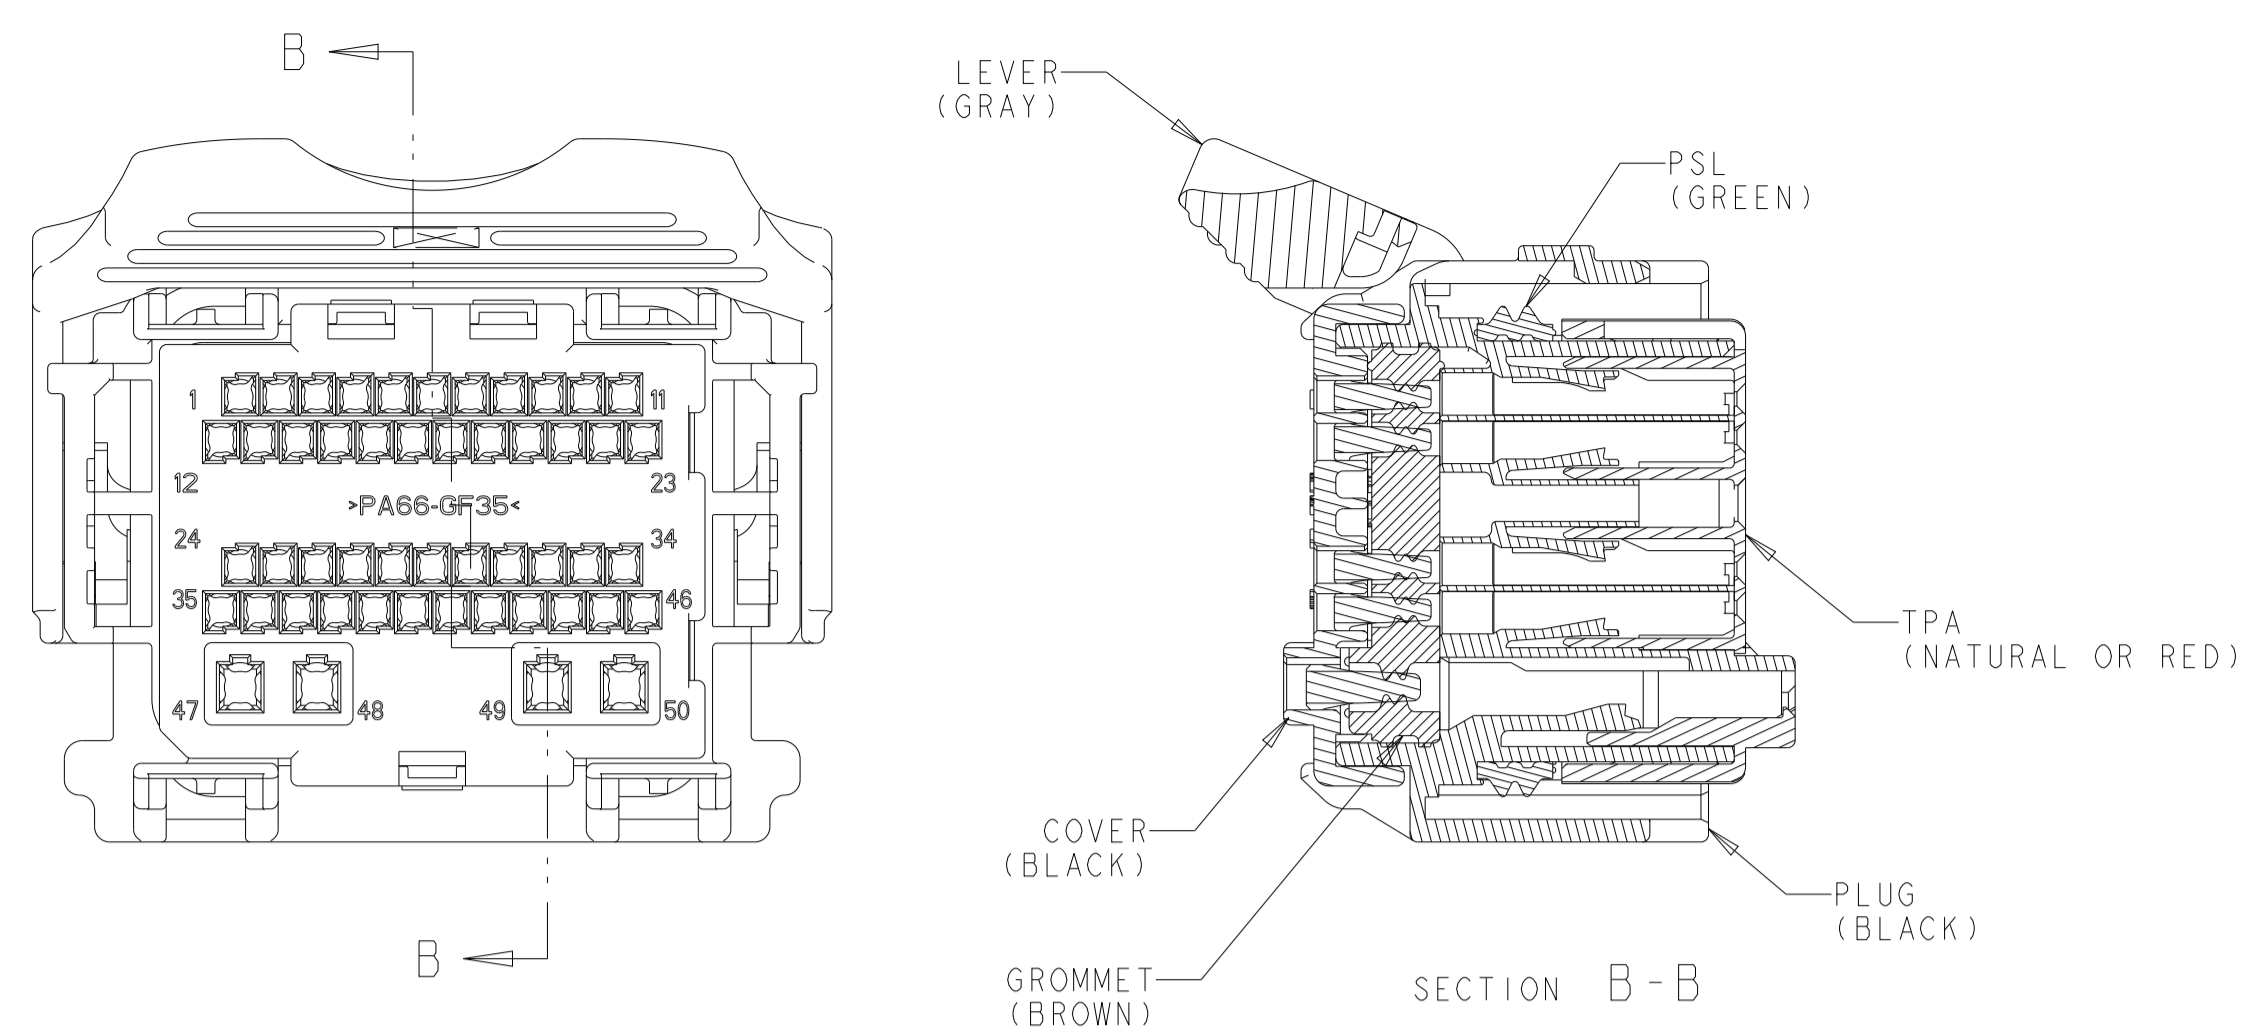 B
1 11
12 23
>PA66-GF35<
24 34
35 46
47 48 49 50
B
LEVER
(GRAY)
PSL
(GREEN)
TPA
(NATURAL OR RED)
COVER
(BLACK)
PLUG
(BLACK)
GROMMET
(BROWN)
SECTION B-B